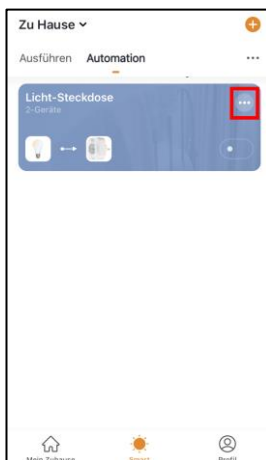 Zu Hause
Ausführen Automation
Licht-Steckdose
2-Geräte
Mein Zuhause Smart Profil